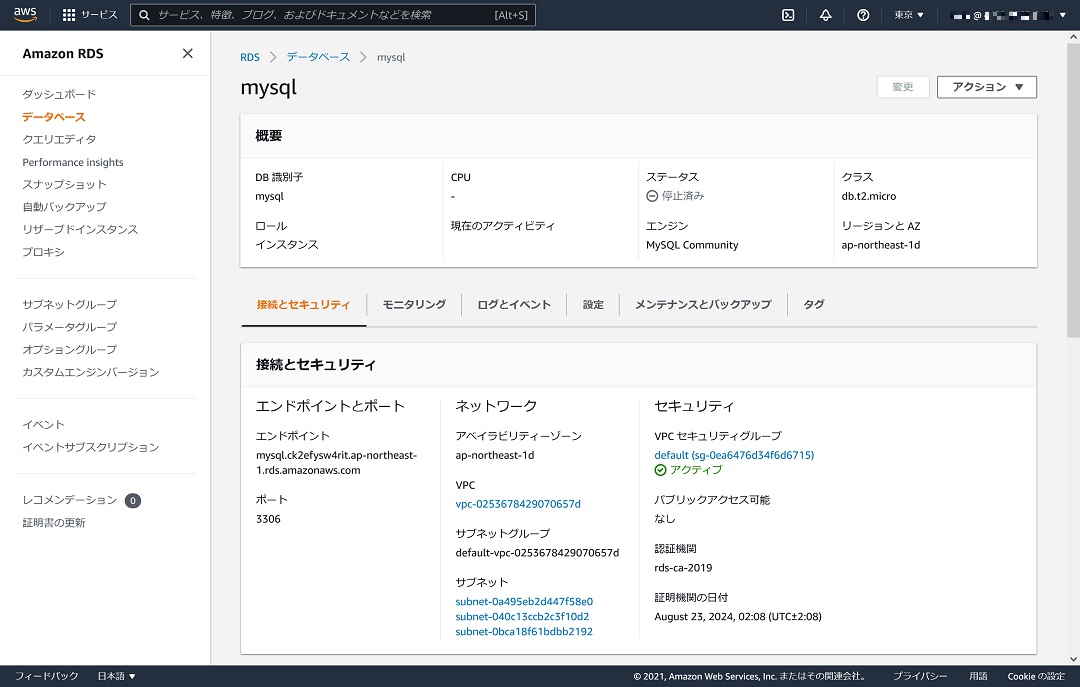 aws
サービス
サービス、特徴、ブログ、およびドキュメントなどを検索
[Alt+S]
東京 ▼
@
Amazon RDS
ダッシュボード
データベース
クエリエディタ
Performance insights
スナップショット
自動バックアップ
リザーブドインスタンス
プロキシ
サブネットグループ
パラメータグループ
オプショングループ
カスタムエンジンバージョン
イベント
イベントサブスクリプション
レコメンデーション 0
証明書の更新
RDS > データベース > mysql
mysql
変更
アクション ▼
概要
DB 識別子
mysql
ロール
インスタンス
CPU
-
現在のアクティビティ
ステータス
停止済み
エンジン
MySQL Community
クラス
db.t2.micro
リージョンと AZ
ap-northeast-1d
接続とセキュリティ
モニタリング
ログとイベント
設定
メンテナンスとバックアップ
タグ
接続とセキュリティ
エンドポイントとポート
エンドポイント
mysql.ck2efysw4rit.ap-northeast-
1.rds.amazonaws.com
ポート
3306
ネットワーク
アベイラビリティーゾーン
ap-northeast-1d
VPC
vpc-0253678429070657d
サブネットグループ
default-vpc-0253678429070657d
サブネット
subnet-0a495eb2d447f58e0
subnet-040c13ccb2c3f10d2
subnet-0bca18f61bdbb2192
セキュリティ
VPC セキュリティグループ
default (sg-0ea6476d34f6d6715)
アクティブ
パブリックアクセス可能
なし
認証機関
rds-ca-2019
証明機関の日付
August 23, 2024, 02:08 (UTC±2:08)
フィードバック
日本語 ▼
© 2021, Amazon Web Services, Inc. またはその関連会社。
プライバシー
用語
Cookie の設定